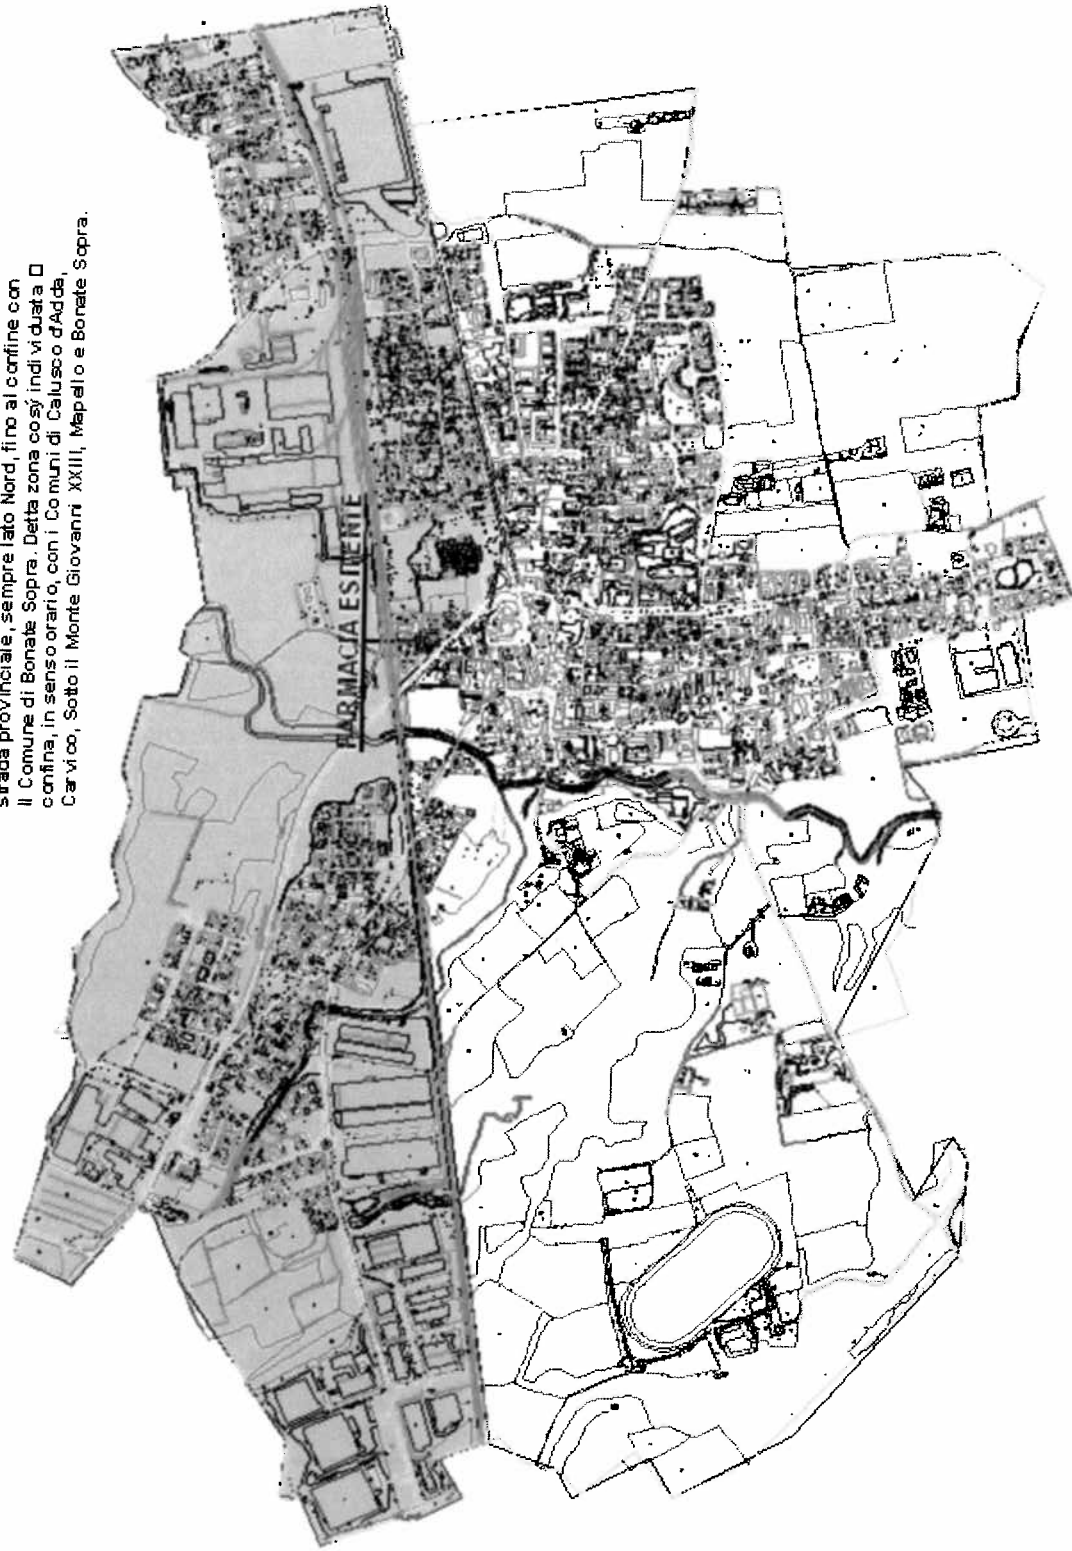 strada provinciale, sempre lato Nord, fino al confine con
il Comune di Bonate Sopra. Detta zona cosý individuata □
confina, in senso orario, con i Comuni di Calusco d'Adda,
Carvico, Sotto il Monte Giovanni XXIII, Mapello e Bonate Sopra.
FARMACIA ESISTENTE